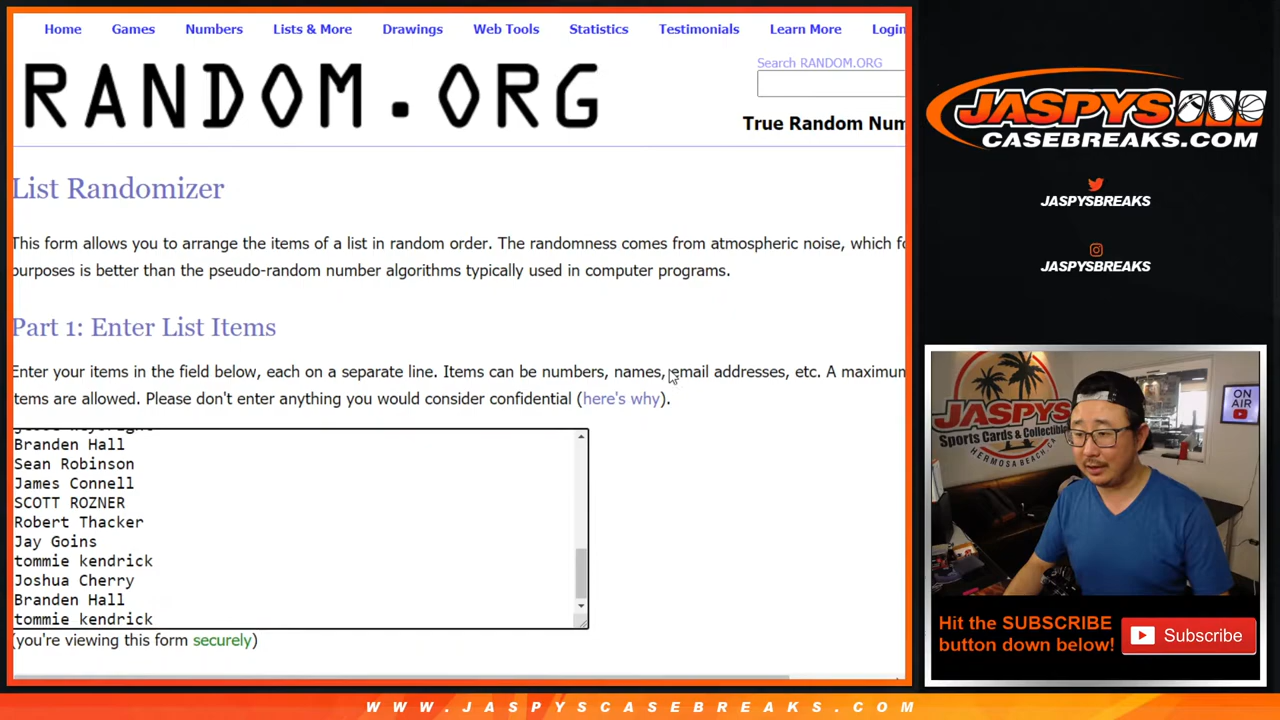 Home Games Numbers Lists & More Drawings Web Tools Statistics Testimonials Learn More Login
Search RANDOM.ORG
RANDOM.ORG
True Random Num
List Randomizer
This form allows you to arrange the items of a list in random order. The randomness comes from atmospheric noise, which fo
purposes is better than the pseudo-random number algorithms typically used in computer programs.
Part 1: Enter List Items
Enter your items in the field below, each on a separate line. Items can be numbers, names, email addresses, etc. A maximum
items are allowed. Please don't enter anything you would consider confidential (here's why).
Branden Hall
Sean Robinson
James Connell
SCOTT ROZNER
Robert Thacker
Jay Goins
tommie kendrick
Joshua Cherry
Branden Hall
tommie kendrick
(you're viewing this form securely)
JASPYS
CASEBREAKS.COM
JASPYSBREAKS
JASPYSBREAKS
JASPYS
Sports Cards & Collectibles
HERMOSA BEACH, CA
ON
AIR
Hit the SUBSCRIBE
button down below!
Subscribe
WWW.JASPYSCASEBREAKS.COM